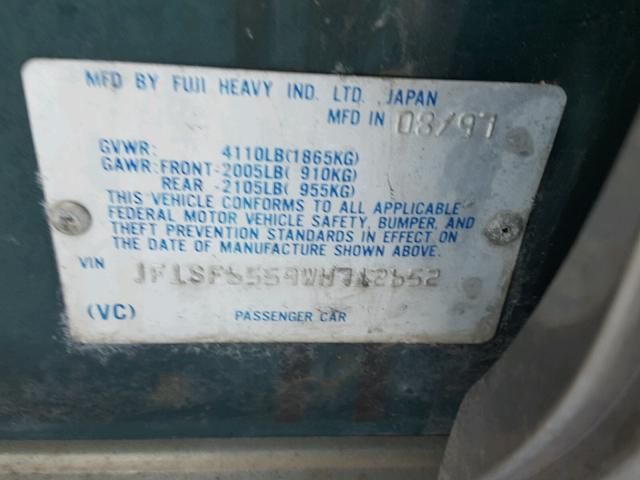 MFD BY FUJI HEAVY IND. LTD. JAPAN
MFD IN 08/97
GVWR: 4110LB(1865KG)
GAWR: FRONT-2005LB( 910KG)
REAR -2105LB( 955KG)
THIS VEHICLE CONFORMS TO ALL APPLICABLE
FEDERAL MOTOR VEHICLE SAFETY, BUMPER, AND
THEFT PREVENTION STANDARDS IN EFFECT ON
THE DATE OF MANUFACTURE SHOWN ABOVE.
VIN JF1SF6559WH712652
(VC) PASSENGER CAR